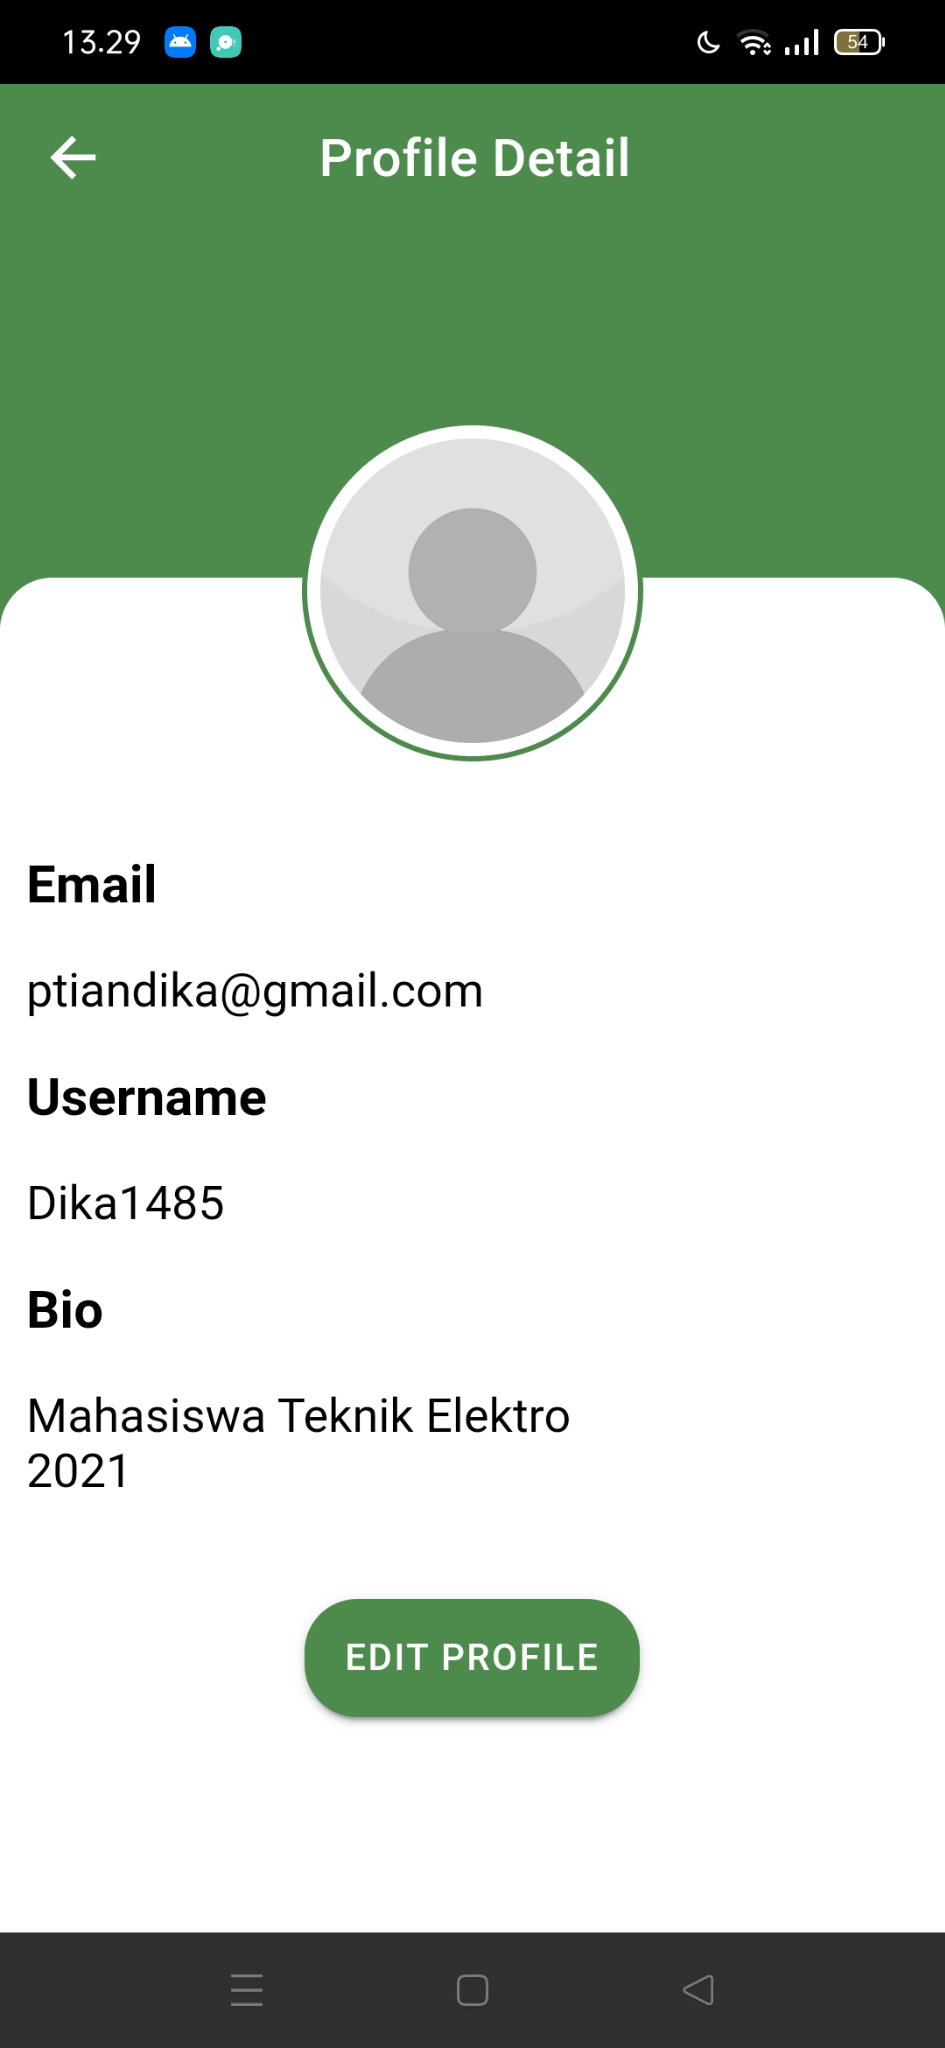 13.29
54
Profile Detail
Email
ptiandika@gmail.com
Username
Dika1485
Bio
Mahasiswa Teknik Elektro
2021
EDIT PROFILE